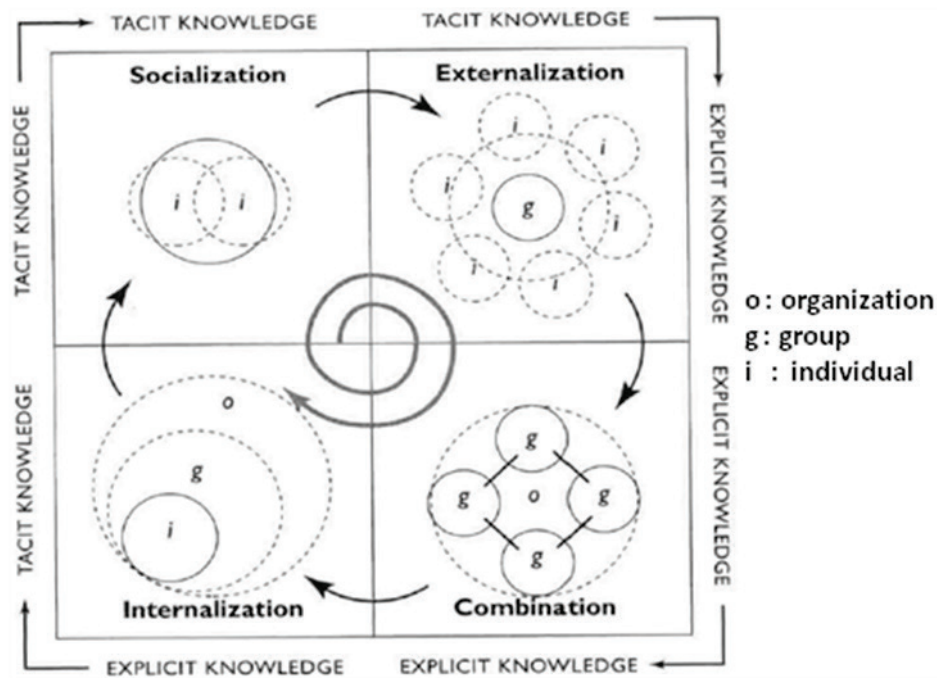 TACIT KNOWLEDGE
TACIT KNOWLEDGE
TACIT KNOWLEDGE
EXPLICIT KNOWLEDGE
Socialization
Externalization
i
i
i
i
i
g
i
i
i
i
o : organization
g : group
i : individual
TACIT KNOWLEDGE
EXPLICIT KNOWLEDGE
o
g
i
g
g
o
g
g
Internalization
Combination
EXPLICIT KNOWLEDGE
EXPLICIT KNOWLEDGE